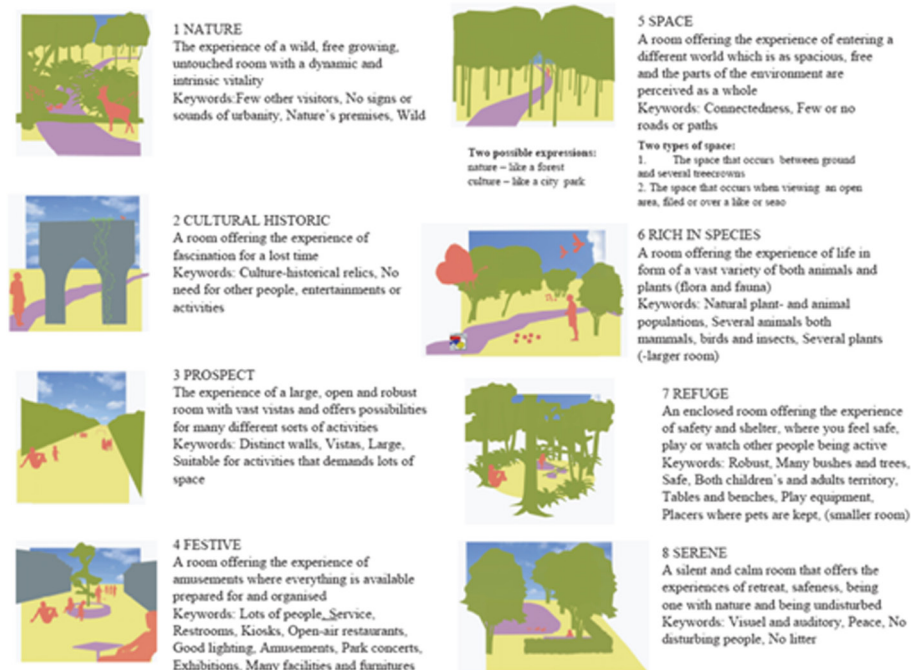 1 NATURE
The experience of a wild, free growing,
untouched room with a dynamic and
intrinsic vitality
Keywords:Few other visitors, No signs or
sounds of urbanity, Nature`s premises, Wild
2 CULTURAL HISTORIC
A room offering the experience of
fascination for a lost time
Keywords: Culture-historical relics, No
need for other people, entertainments or
activities
3 PROSPECT
The experience of a large, open and robust
room with vast vistas and offers possibilities
for many different sorts of activities
Keywords: Distinct walls, Vistas, Large,
Suitable for activities that demands lots of
space
4 FESTIVE
A room offering the experience of
amusements where everything is available
prepared for and organised
Keywords: Lots of people, Service,
Restrooms, Kiosks, Open-air restaurants,
Good lighting, Amusements, Park concerts,
Exhibitions, Many facilities and furnitures
5 SPACE
A room offering the experience of entering a
different world which is as spacious, free
and the parts of the environment are
perceived as a whole
Keywords: Connectedness, Few or no
roads or paths
Two possible expressions:
nature – like a forest
culture – like a city park
Two types of space:
1. The space that occurs between ground
and several treecrowns
2. The space that occurs when viewing an open
area, filed or over a like or seao
6 RICH IN SPECIES
A room offering the experience of life in
form of a vast variety of both animals and
plants (flora and fauna)
Keywords: Natural plant- and animal
populations, Several animals both
mammals, birds and insects, Several plants
(-larger room)
7 REFUGE
An enclosed room offering the experience
of safety and shelter, where you feel safe,
play or watch other people being active
Keywords: Robust, Many bushes and trees,
Safe, Both children`s and adults territory,
Tables and benches, Play equipment,
Placers where pets are kept, (smaller room)
8 SERENE
A silent and calm room that offers the
experiences of retreat, safeness, being
one with nature and being undisturbed
Keywords: Visuel and auditory, Peace, No
disturbing people, No litter